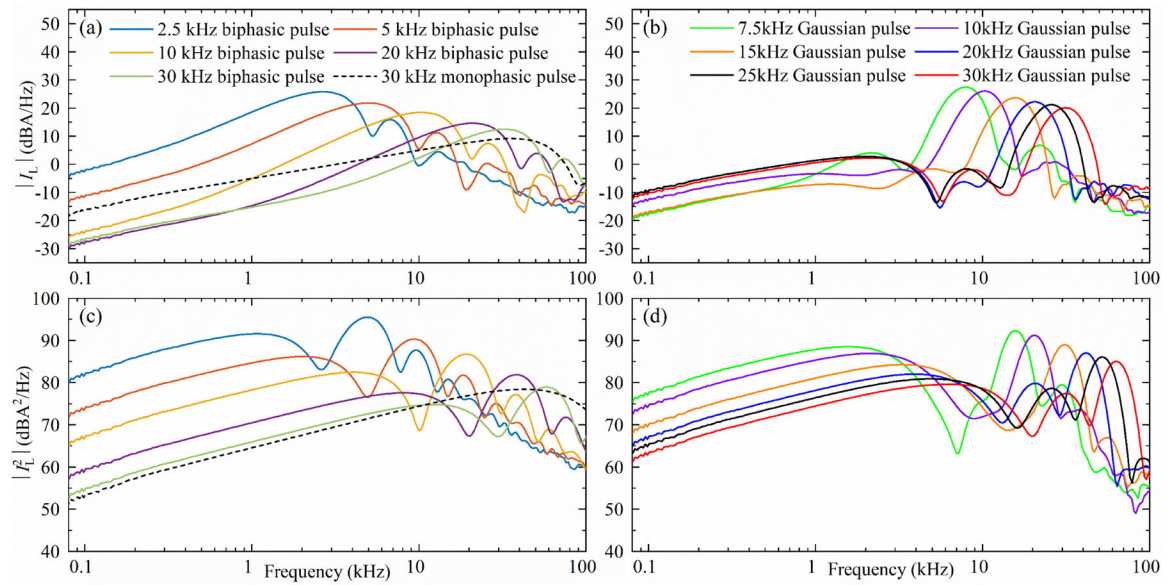 (a)
2.5 kHz biphasic pulse
5 kHz biphasic pulse
10 kHz biphasic pulse
20 kHz biphasic pulse
30 kHz biphasic pulse
30 kHz monophasic pulse
|I_L| (dBA/Hz)
50
40
30
20
10
0
-10
-20
-30
0.1
1
10
100
(b)
7.5kHz Gaussian pulse
10kHz Gaussian pulse
15kHz Gaussian pulse
20kHz Gaussian pulse
25kHz Gaussian pulse
30kHz Gaussian pulse
50
40
30
20
10
0
-10
-20
-30
0.1
1
10
100
(c)
|I²_L| (dBA²/Hz)
100
90
80
70
60
50
40
0.1
1
10
100
Frequency (kHz)
(d)
100
90
80
70
60
50
40
0.1
1
10
100
Frequency (kHz)